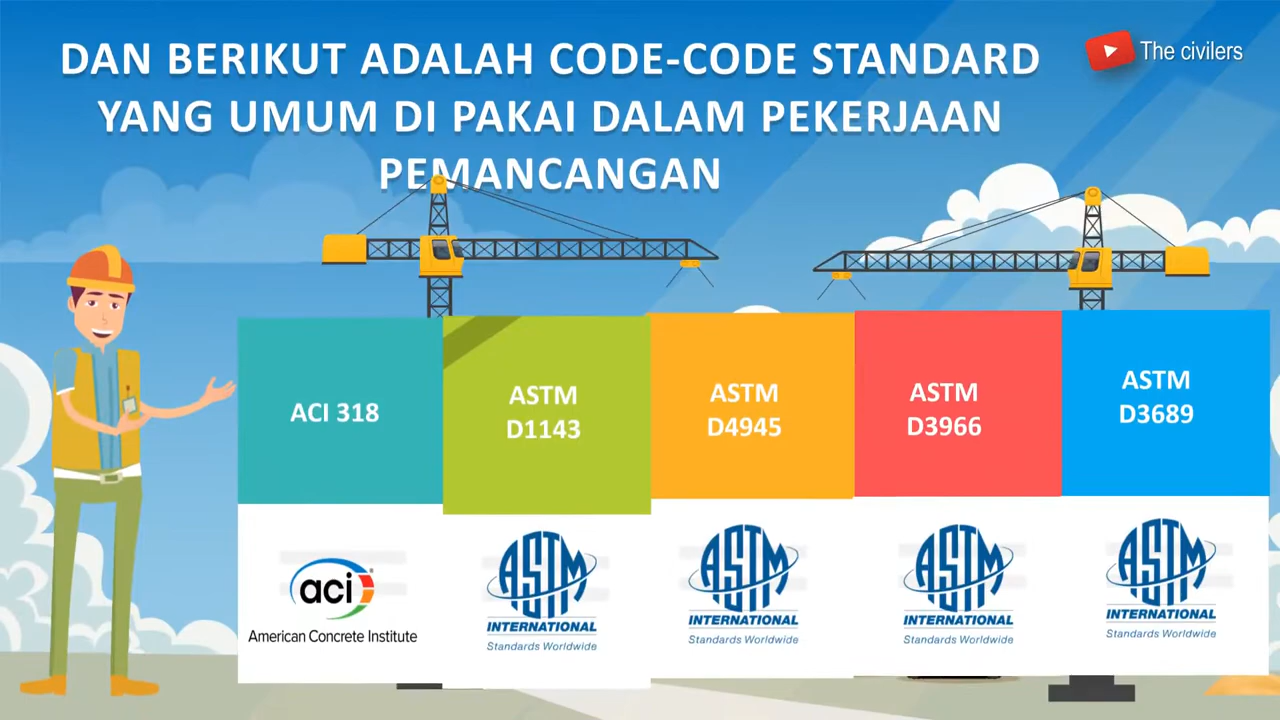 DAN BERIKUT ADALAH CODE-CODE STANDARD
YANG UMUM DI PAKAI DALAM PEKERJAAN
PEMANCANGAN
The civilers
ACI 318
ASTM
D1143
ASTM
D4945
ASTM
D3966
ASTM
D3689
aci
American Concrete Institute
ASTM
INTERNATIONAL
Standards Worldwide
ASTM
INTERNATIONAL
Standards Worldwide
ASTM
INTERNATIONAL
Standards Worldwide
ASTM
INTERNATIONAL
Standards Worldwide